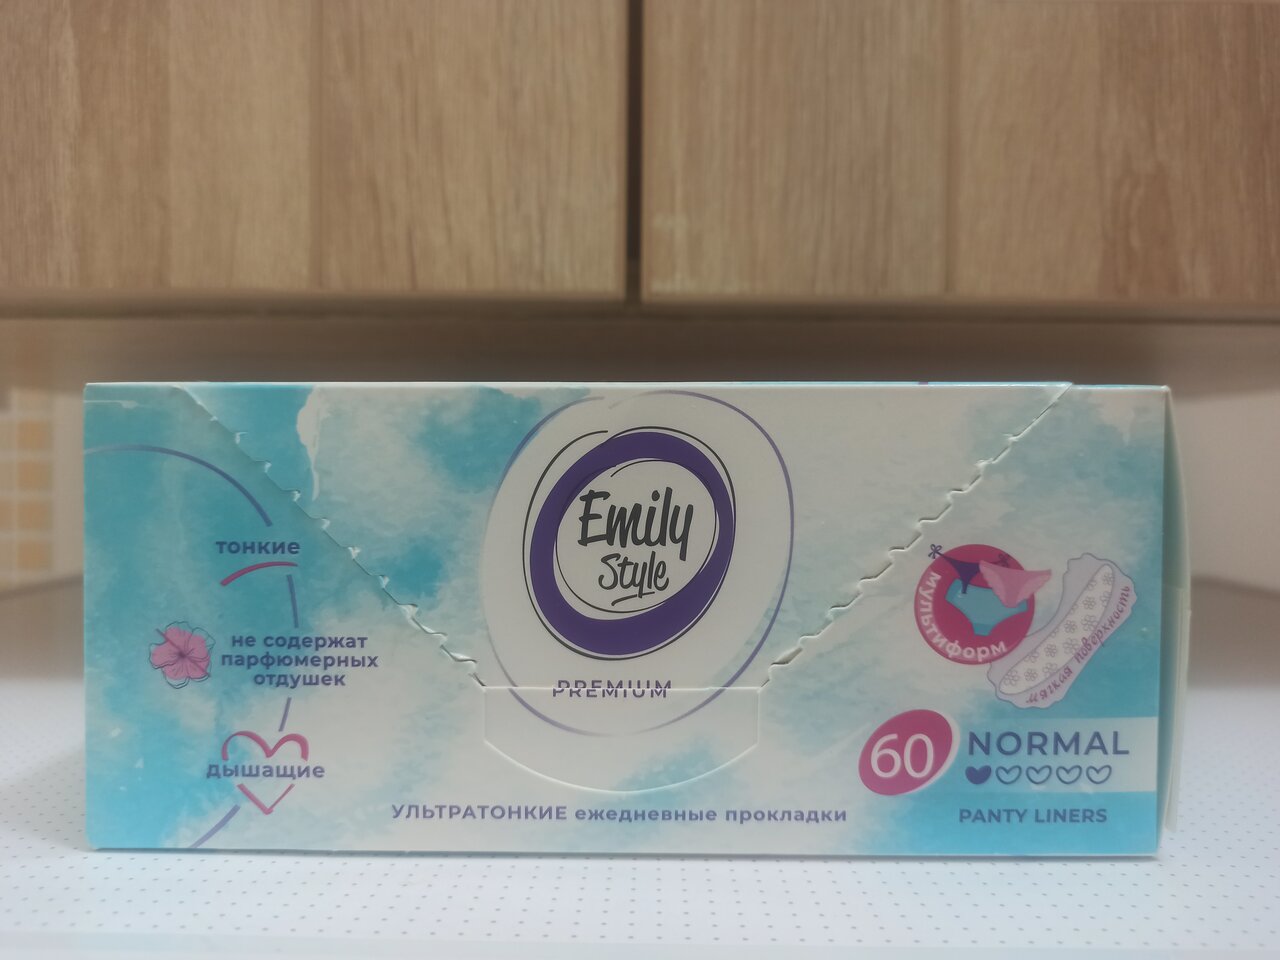 Emily
Style
PREMIUM
тонкие
не содержат
парфюмерных
отдушек
дышащие
УЛЬТРАТОНКИЕ ежедневные прокладки
мультиформ
мягкая поверхность
60
NORMAL
PANTY LINERS